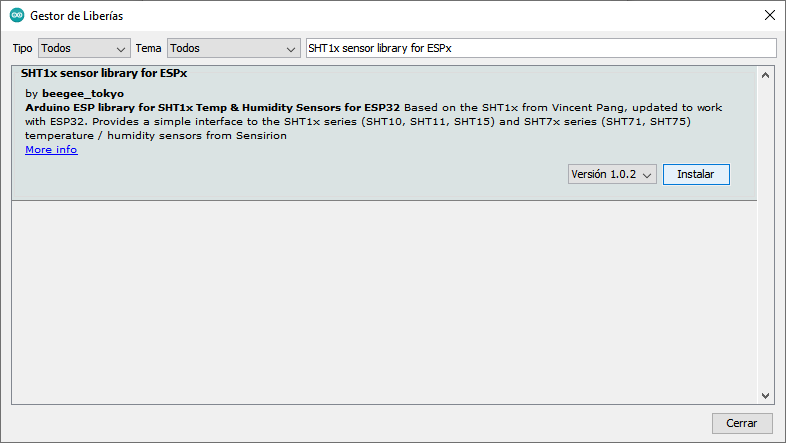 Gestor de Liberías
Tipo Todos Tema Todos SHT1x sensor library for ESPx
SHT1x sensor library for ESPx
by beegee_tokyo
Arduino ESP library for SHT1x Temp & Humidity Sensors for ESP32 Based on the SHT1x from Vincent Pang, updated to work
with ESP32. Provides a simple interface to the SHT1x series (SHT10, SHT11, SHT15) and SHT7x series (SHT71, SHT75)
temperature / humidity sensors from Sensirion
More info
Versión 1.0.2 Instalar
Cerrar